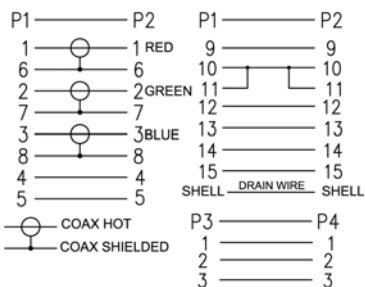 P1 P2
1 1 RED
6 6
2 2 GREEN
7 7
3 3 BLUE
8 8
4 4
5 5
COAX HOT
COAX SHIELDED
P1 P2
9 9
10 10
11 11
12 12
13 13
14 14
15 15
SHELL DRAIN WIRE SHELL
P3 P4
1 1
2 2
3 3